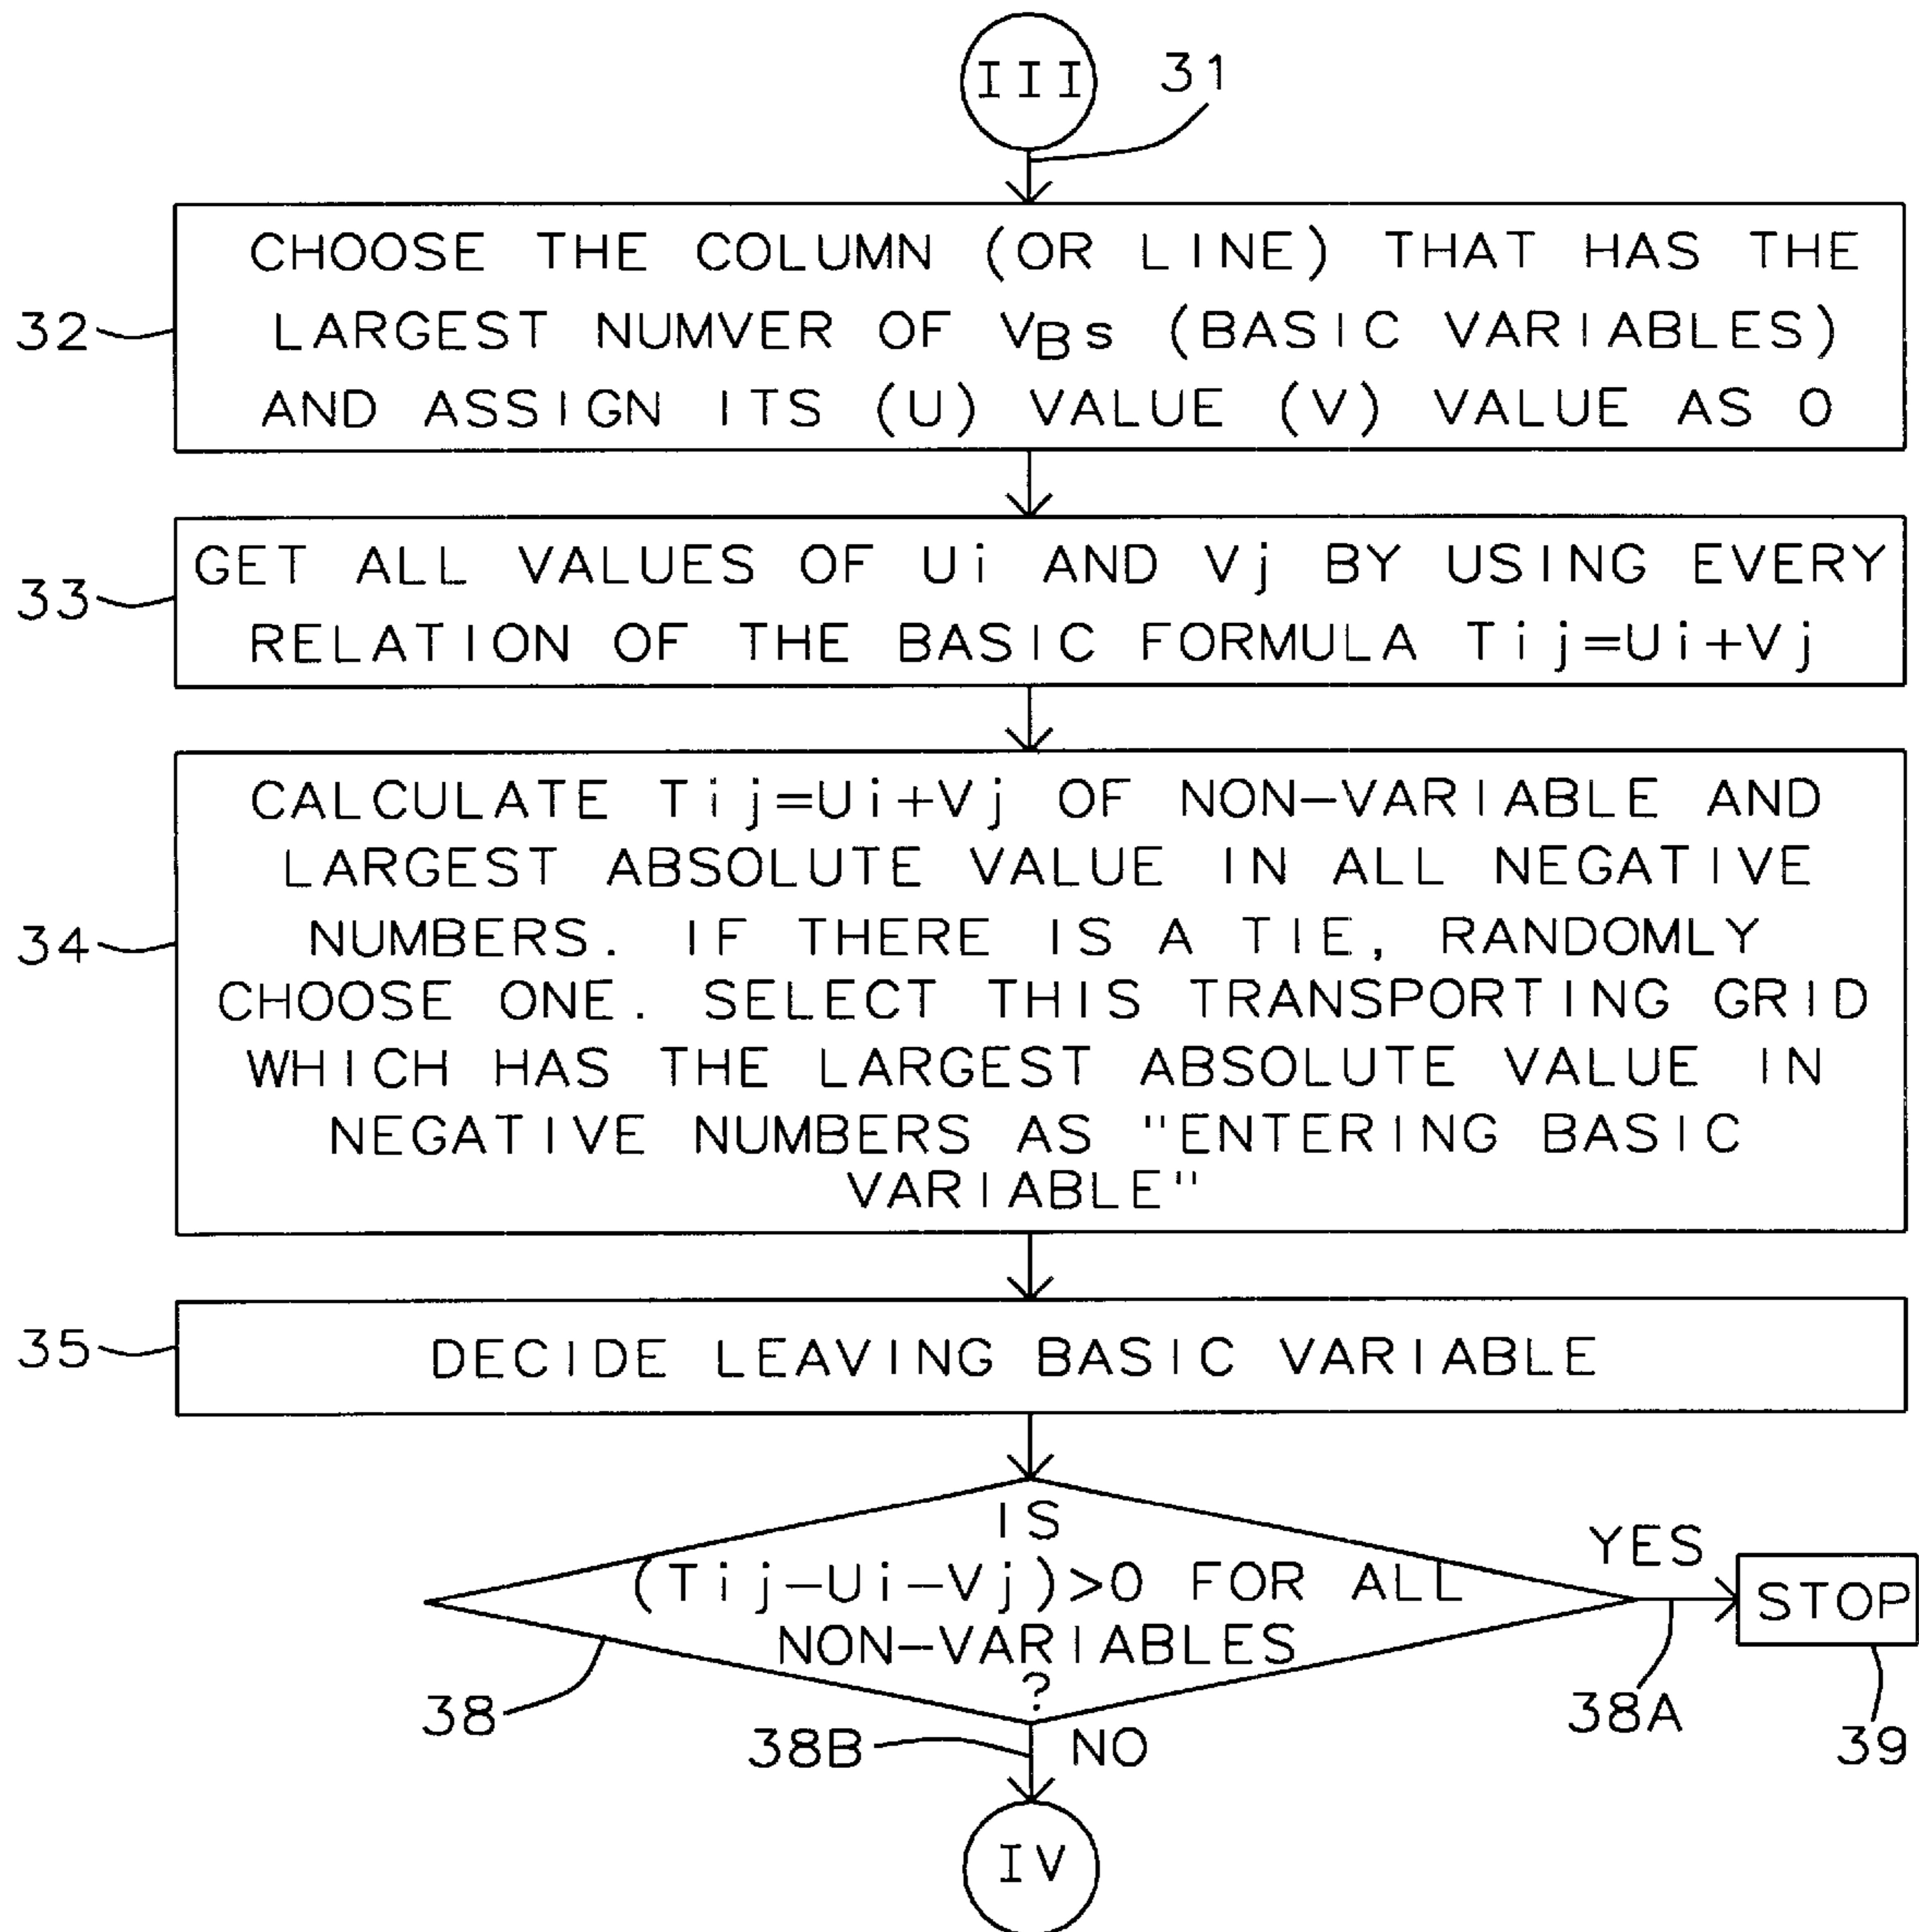 III
31
32
CHOOSE THE COLUMN (OR LINE) THAT HAS THE
LARGEST NUMVER OF VBs (BASIC VARIABLES)
AND ASSIGN ITS (U) VALUE (V) VALUE AS 0
33
GET ALL VALUES OF Ui AND Vj BY USING EVERY
RELATION OF THE BASIC FORMULA Tij=Ui+Vj
34
CALCULATE Tij=Ui+Vj OF NON-VARIABLE AND
LARGEST ABSOLUTE VALUE IN ALL NEGATIVE
NUMBERS. IF THERE IS A TIE, RANDOMLY
CHOOSE ONE. SELECT THIS TRANSPORTING GRID
WHICH HAS THE LARGEST ABSOLUTE VALUE IN
NEGATIVE NUMBERS AS "ENTERING BASIC
VARIABLE"
35
DECIDE LEAVING BASIC VARIABLE
IS
(Tij-Ui-Vj)>0 FOR ALL
NON-VARIABLES
?
38
YES
38A
STOP
39
38B
NO
IV